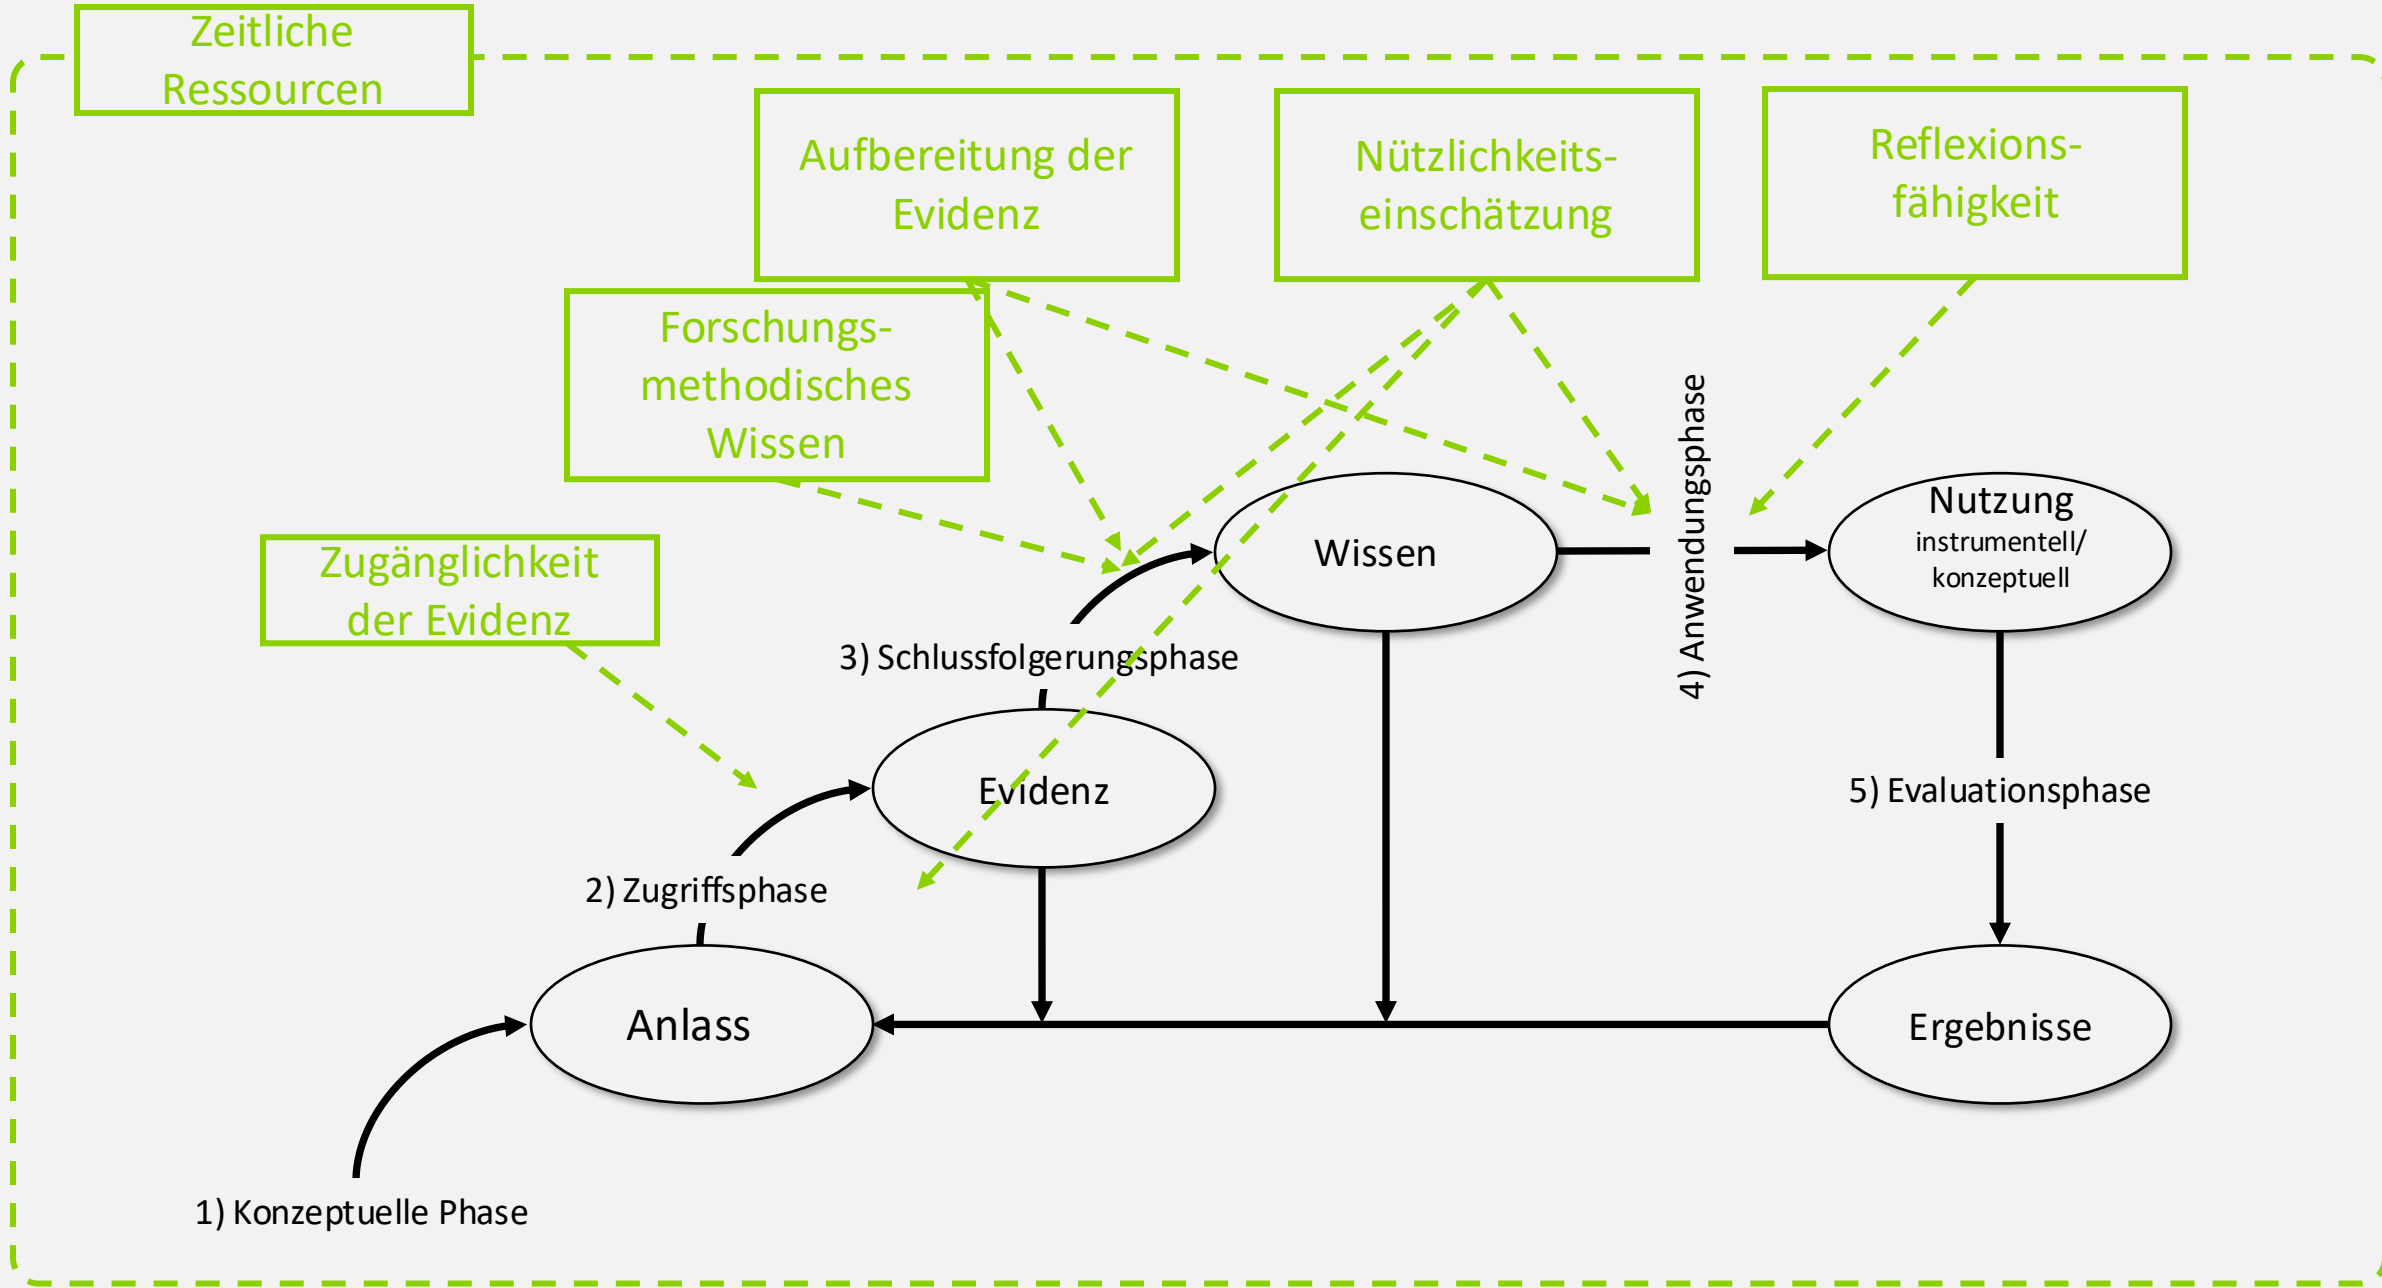 Zeitliche
Ressourcen
Aufbereitung der
Evidenz
Nützlichkeits-
einschätzung
Reflexions-
fähigkeit
Forschungs-
methodisches
Wissen
Zugänglichkeit
der Evidenz
4) Anwendungsphase
Wissen
Nutzung
instrumentell/
konzeptuell
3) Schlussfolgerungsphase
Evidenz
5) Evaluationsphase
2) Zugriffsphase
Anlass
Ergebnisse
1) Konzeptuelle Phase